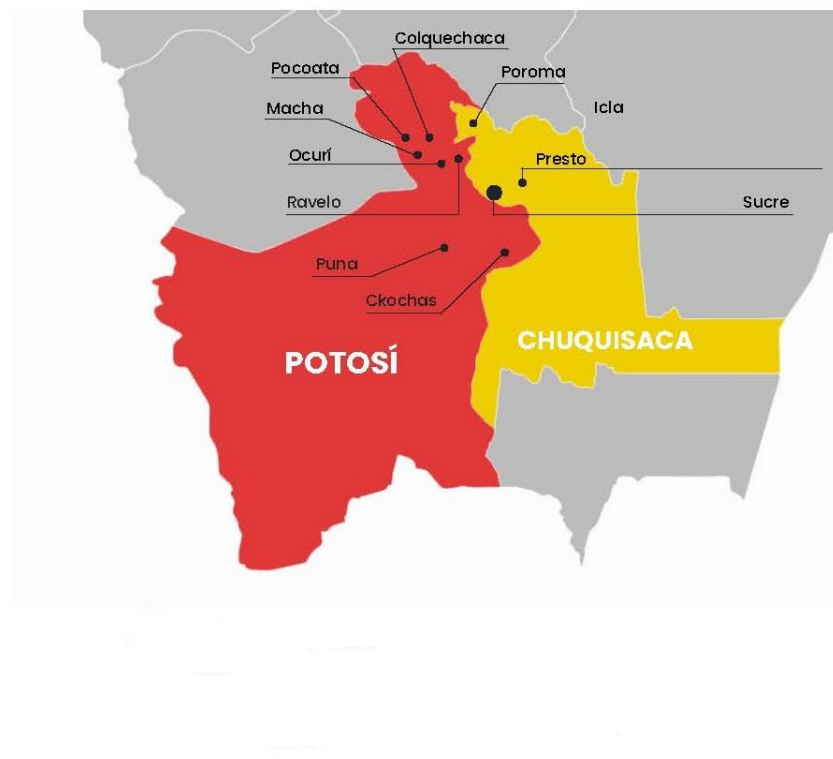 Colquechaca
Pocoata
Poroma
Macha
Icla
Ocurí
Presto
Ravelo
Sucre
Puna
Ckochas
CHUQUISACA
POTOSÍ